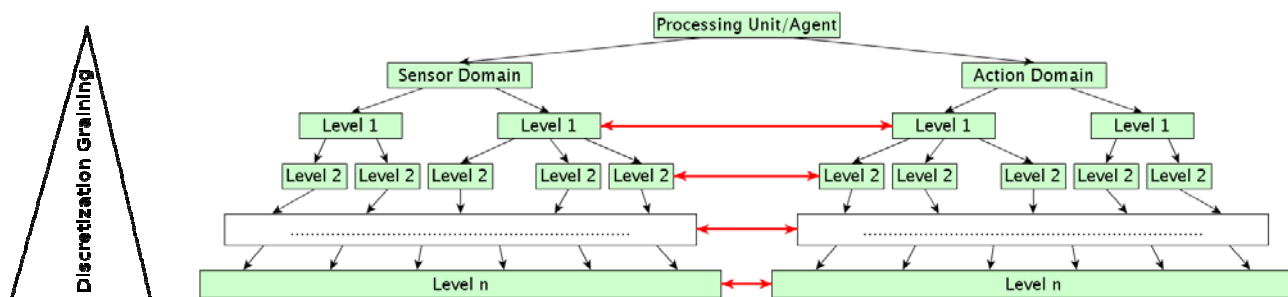 Processing Unit/Agent
Sensor Domain
Action Domain
Level 1
Level 1
Level 1
Level 1
Level 2
Level 2
Level 2
Level 2
Level 2
Level 2
Level 2
Level 2
Level 2
Level 2
......................................................................
......................................................................
Level n
Level n
Discretization Graining